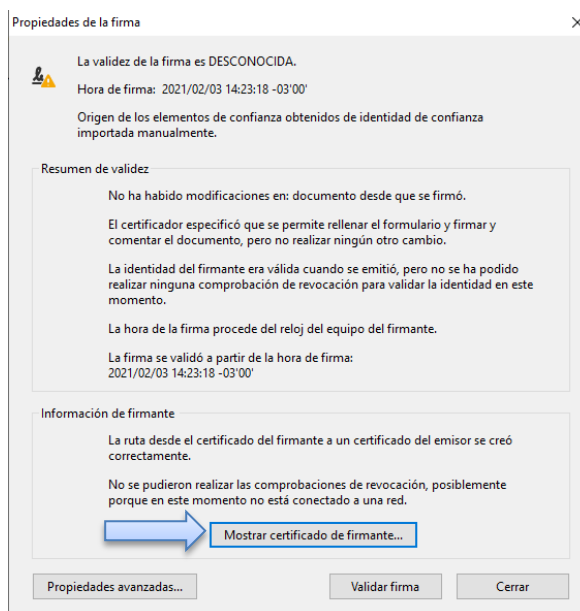 Propiedades de la firma
La validez de la firma es DESCONOCIDA.
Hora de firma: 2021/02/03 14:23:18 -03'00'
Origen de los elementos de confianza obtenidos de identidad de confianza
importada manualmente.
Resumen de validez
No ha habido modificaciones en: documento desde que se firmó.
El certificador especificó que se permite rellenar el formulario y firmar y
comentar el documento, pero no realizar ningún otro cambio.
La identidad del firmante era válida cuando se emitió, pero no se ha podido
realizar ninguna comprobación de revocación para validar la identidad en este
momento.
La hora de la firma procede del reloj del equipo del firmante.
La firma se validó a partir de la hora de firma:
2021/02/03 14:23:18 -03'00'
Información de firmante
La ruta desde el certificado del firmante a un certificado del emisor se creó
correctamente.
No se pudieron realizar las comprobaciones de revocación, posiblemente
porque en este momento no está conectado a una red.
Mostrar certificado de firmante...
Propiedades avanzadas...
Validar firma
Cerrar